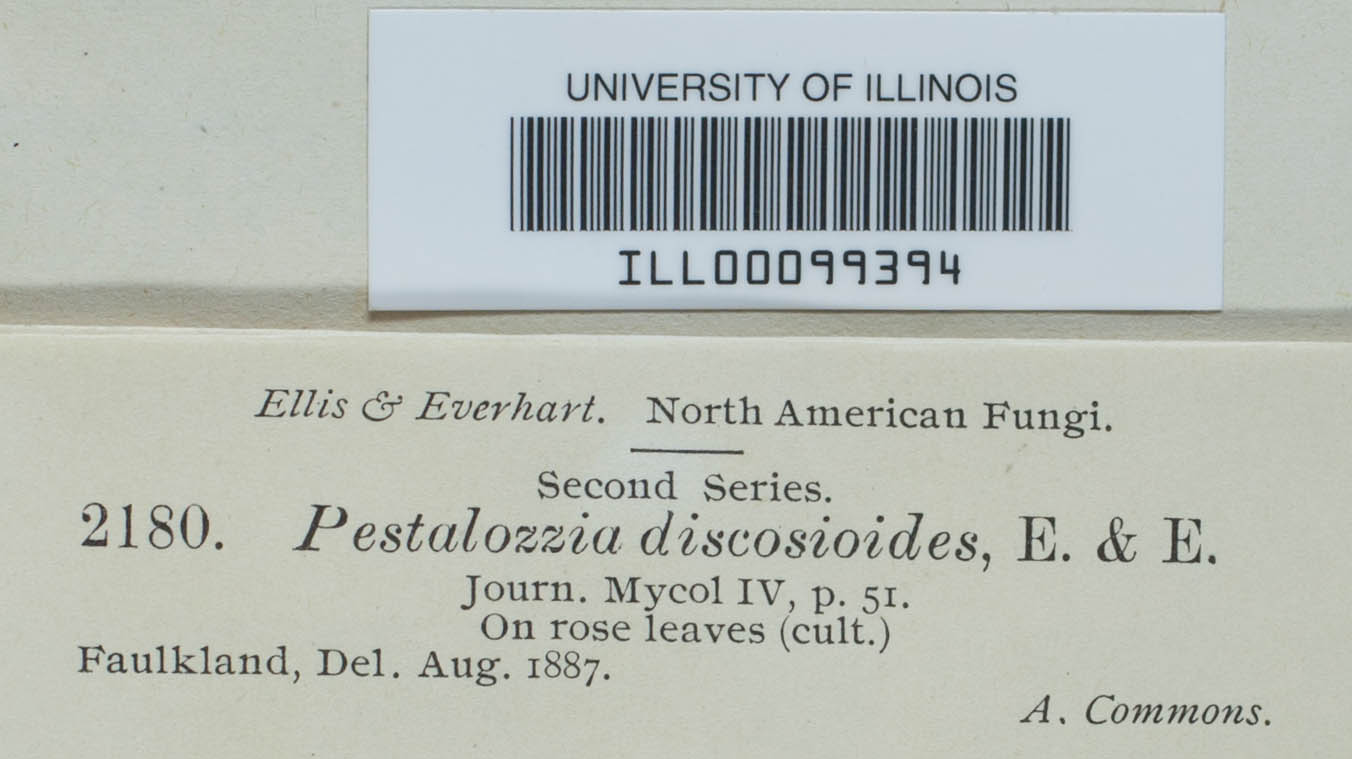 UNIVERSITY OF ILLINOIS
ILL00099394
Ellis & Everhart. North American Fungi.
Second Series.
2180. Pestalozzia discosioides, E. & E.
Journ. Mycol IV, p. 51.
On rose leaves (cult.)
Faulkland, Del. Aug. 1887.
A. Commons.